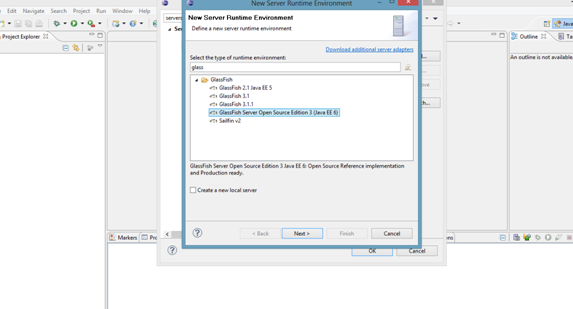 New Server Runtime Environment
Edit Navigate Search Project Run Window Help
New Server Runtime Environment
Define a new server runtime environment
servers
Java
Project Explorer
Outline
Download additional server adapters
Select the type of runtime environment:
glass
An outline is not available.
GlassFish
GlassFish 2.1 Java EE 5
GlassFish 3.1
GlassFish 3.1.1
GlassFish Server Open Source Edition 3 (Java EE 6)
Sailfin v2
GlassFish Server Open Source Edition 3 Java EE 6: Open Source Reference implementation
and Production ready.
Create a new local server
Markers
< Back
Next >
Finish
Cancel
OK
Cancel